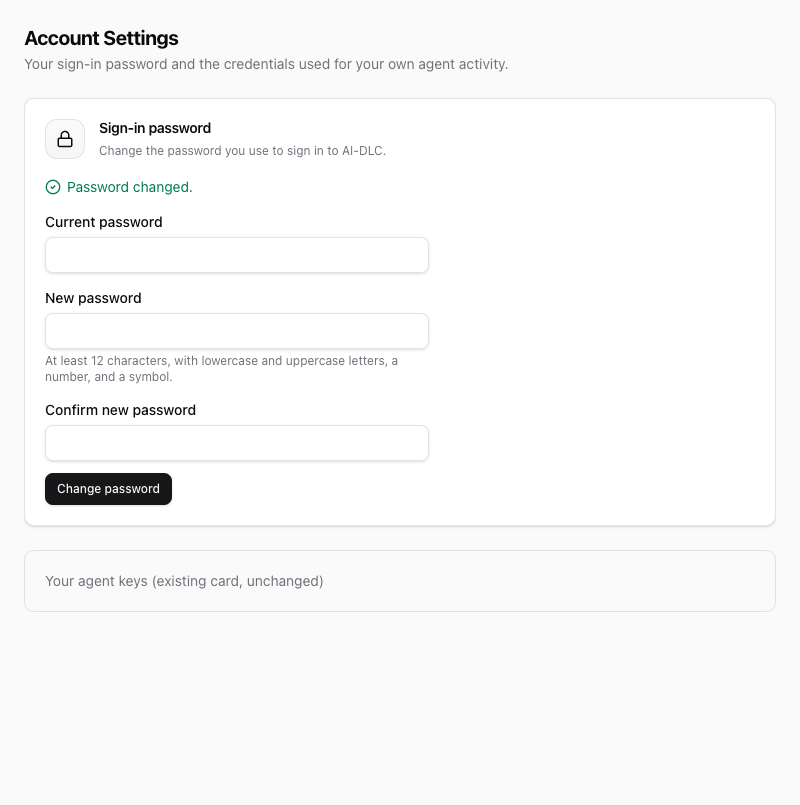 Account Settings
Your sign-in password and the credentials used for your own agent activity.
Sign-in password
Change the password you use to sign in to AI-DLC.
Password changed.
Current password
New password
At least 12 characters, with lowercase and uppercase letters, a
number, and a symbol.
Confirm new password
Change password
Your agent keys (existing card, unchanged)